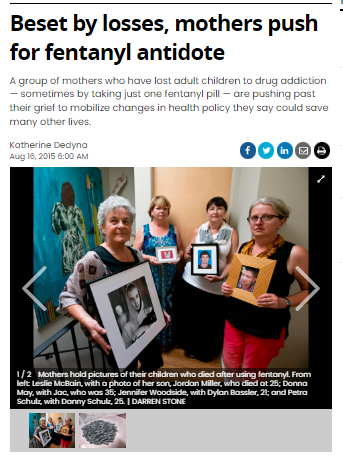 Beset by losses, mothers push
for fentanyl antidote
A group of mothers who have lost adult children to drug addiction
— sometimes by taking just one fentanyl pill — are pushing past
their grief to mobilize changes in health policy they say could save
many other lives.
Katherine Dedyna
Aug 16, 2015 6:00 AM
1 / 2 Mothers hold pictures of their children who died after using fentanyl. From
left: Leslie McBain, with a photo of her son, Jordan Miller, who died at 25; Donna
May, with Jac, who was 35; Jennifer Woodside, with Dylan Bassler, 21; and Petra
Schulz, with Danny Schulz, 25. | DARREN STONE